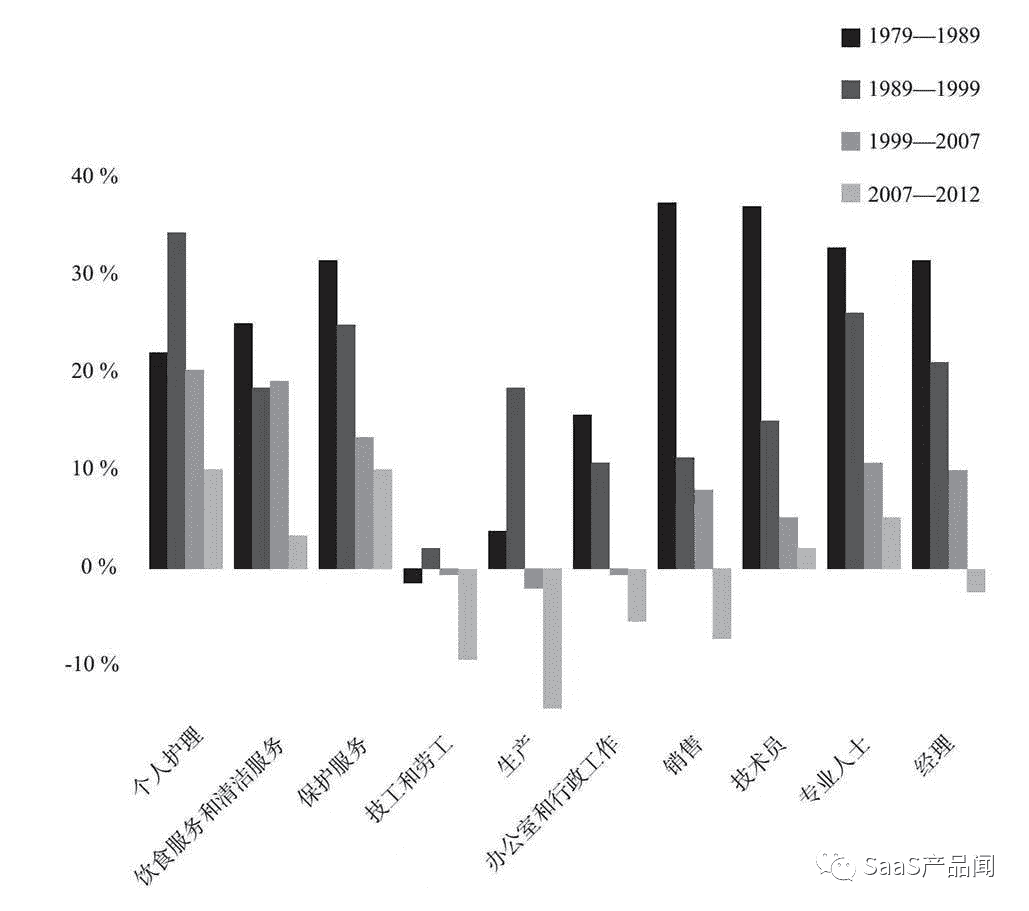 1979—1989
1989—1999
1999—2007
2007—2012
40 %
30 %
20 %
10 %
0 %
-10 %
个人护理
饮食服务和清洁服务
保护服务
技工和劳工
生产
办公室和行政工作
销售
技术员
专业人士
经理
SaaS产品闻